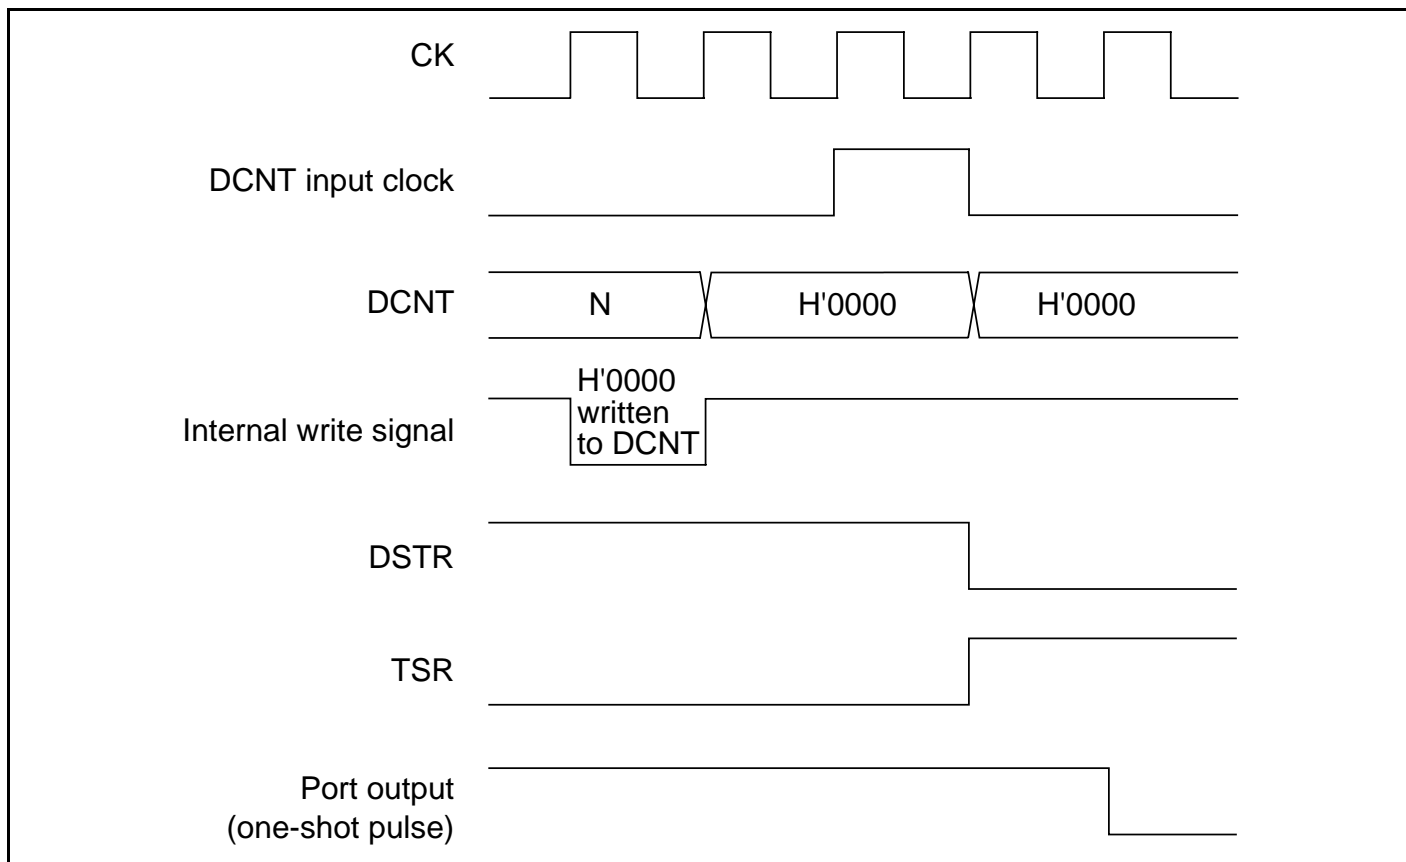 CK
DCNT input clock
DCNT
N
H'0000
H'0000
Internal write signal
H'0000
written
to DCNT
DSTR
TSR
Port output
(one-shot pulse)